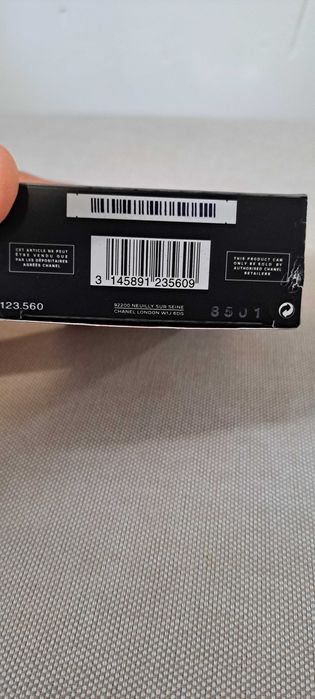 CET ARTICLE NE PEUT
ÊTRE VENDU QUE
PAR LES DÉPOSITAIRES
AGRÉÉS CHANEL
3 145891 235609
THIS PRODUCT CAN
ONLY BE SOLD BY
AUTHORISED CHANEL
RETAILERS
123.560
92200 NEUILLY SUR SEINE
CHANEL LONDON W1J 6DG
8501